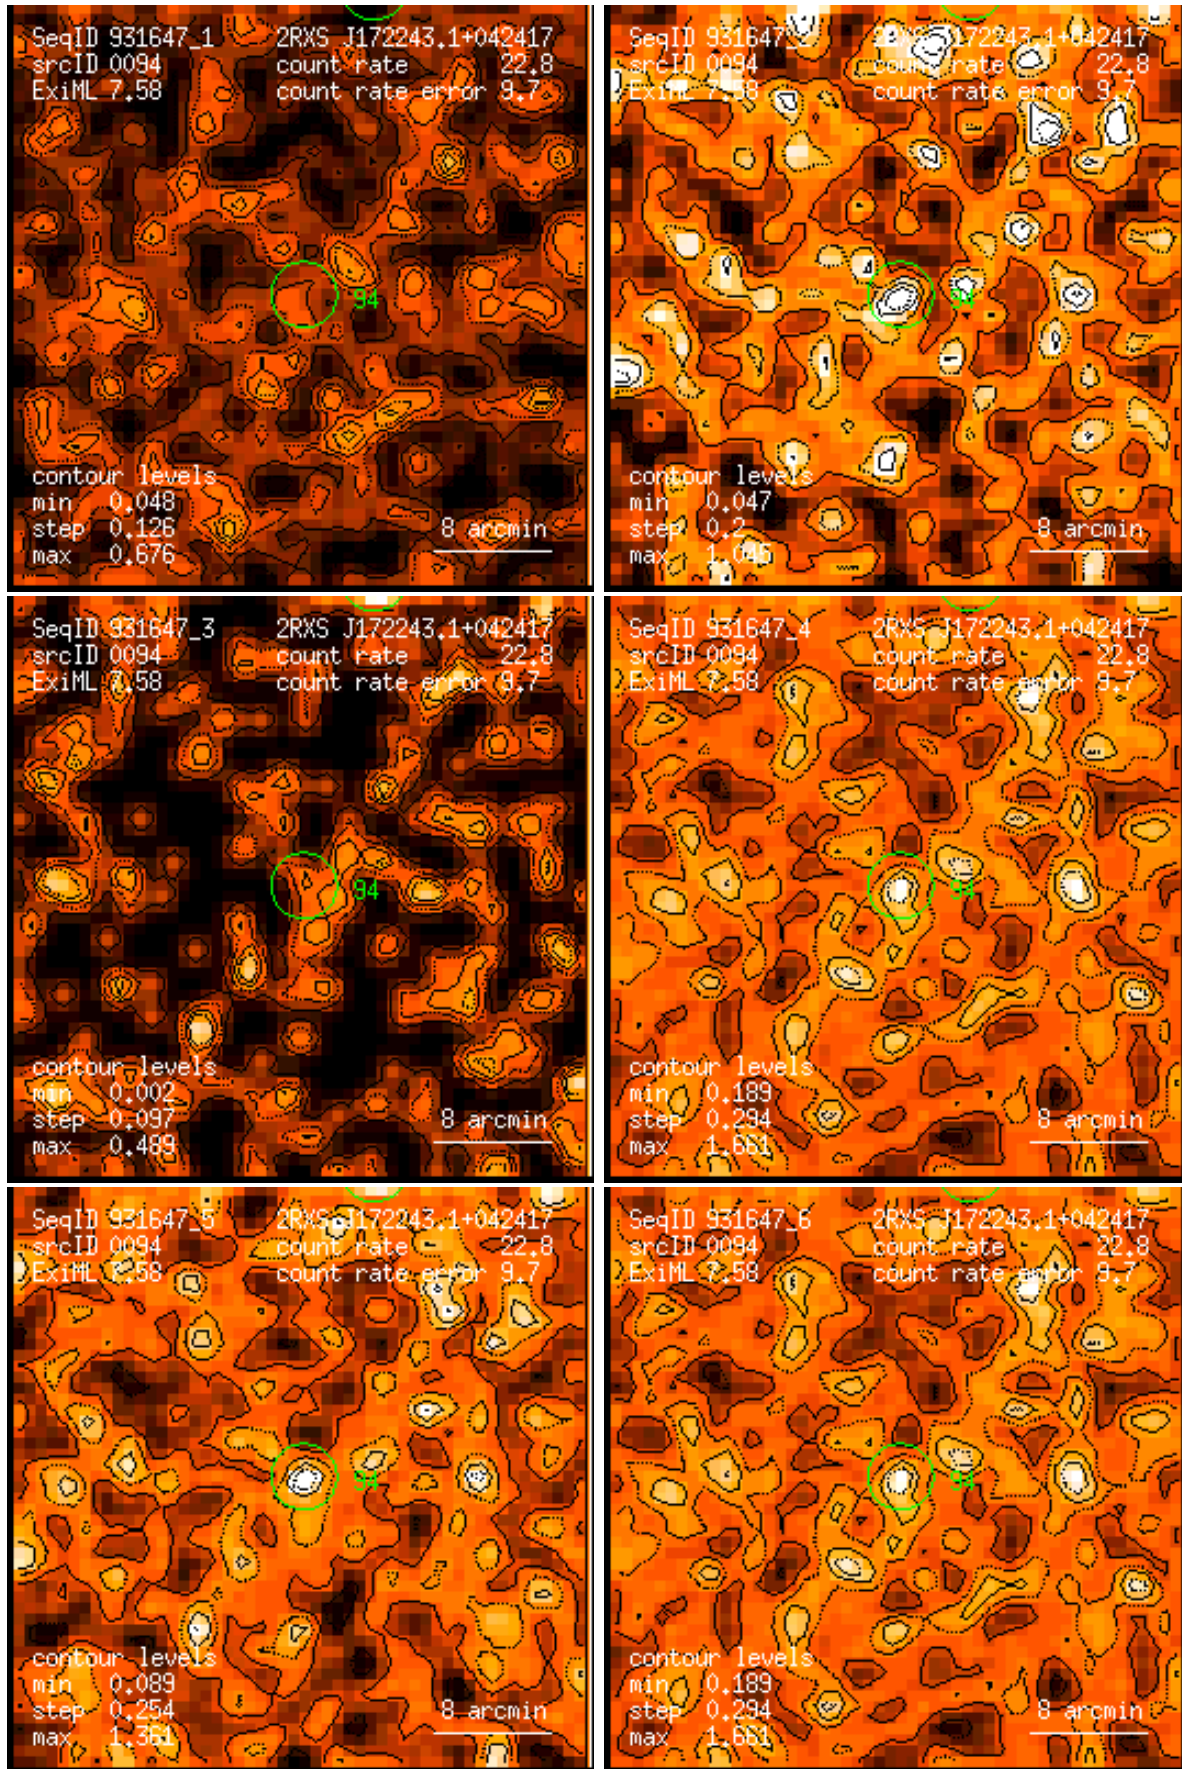 SeqID 931647_1 2RXS J172243.1+042417
srcID 0094 count rate 22.8
ExiML 7.58 count rate error 9.7
94
contour levels
min 0.048
step 0.126 8 arcmin
max 0.676
SeqID 931647_2 2RXS J172243.1+042417
srcID 0094 count rate 22.8
ExiML 7.58 count rate error 9.7
94
contour levels
min 0.047
step 0.2 8 arcmin
max 1.046
SeqID 931647_3 2RXS J172243.1+042417
srcID 0094 count rate 22.8
ExiML 7.58 count rate error 9.7
94
contour levels
min 0.002
step 0.097 8 arcmin
max 0.489
SeqID 931647_4 2RXS J172243.1+042417
srcID 0094 count rate 22.8
ExiML 7.58 count rate error 9.7
94
contour levels
min 0.189
step 0.294 8 arcmin
max 1.661
SeqID 931647_5 2RXS J172243.1+042417
srcID 0094 count rate 22.8
ExiML 7.58 count rate error 9.7
94
contour levels
min 0.089
step 0.254 8 arcmin
max 1.361
SeqID 931647_6 2RXS J172243.1+042417
srcID 0094 count rate 22.8
ExiML 7.58 count rate error 9.7
94
contour levels
min 0.189
step 0.294 8 arcmin
max 1.661